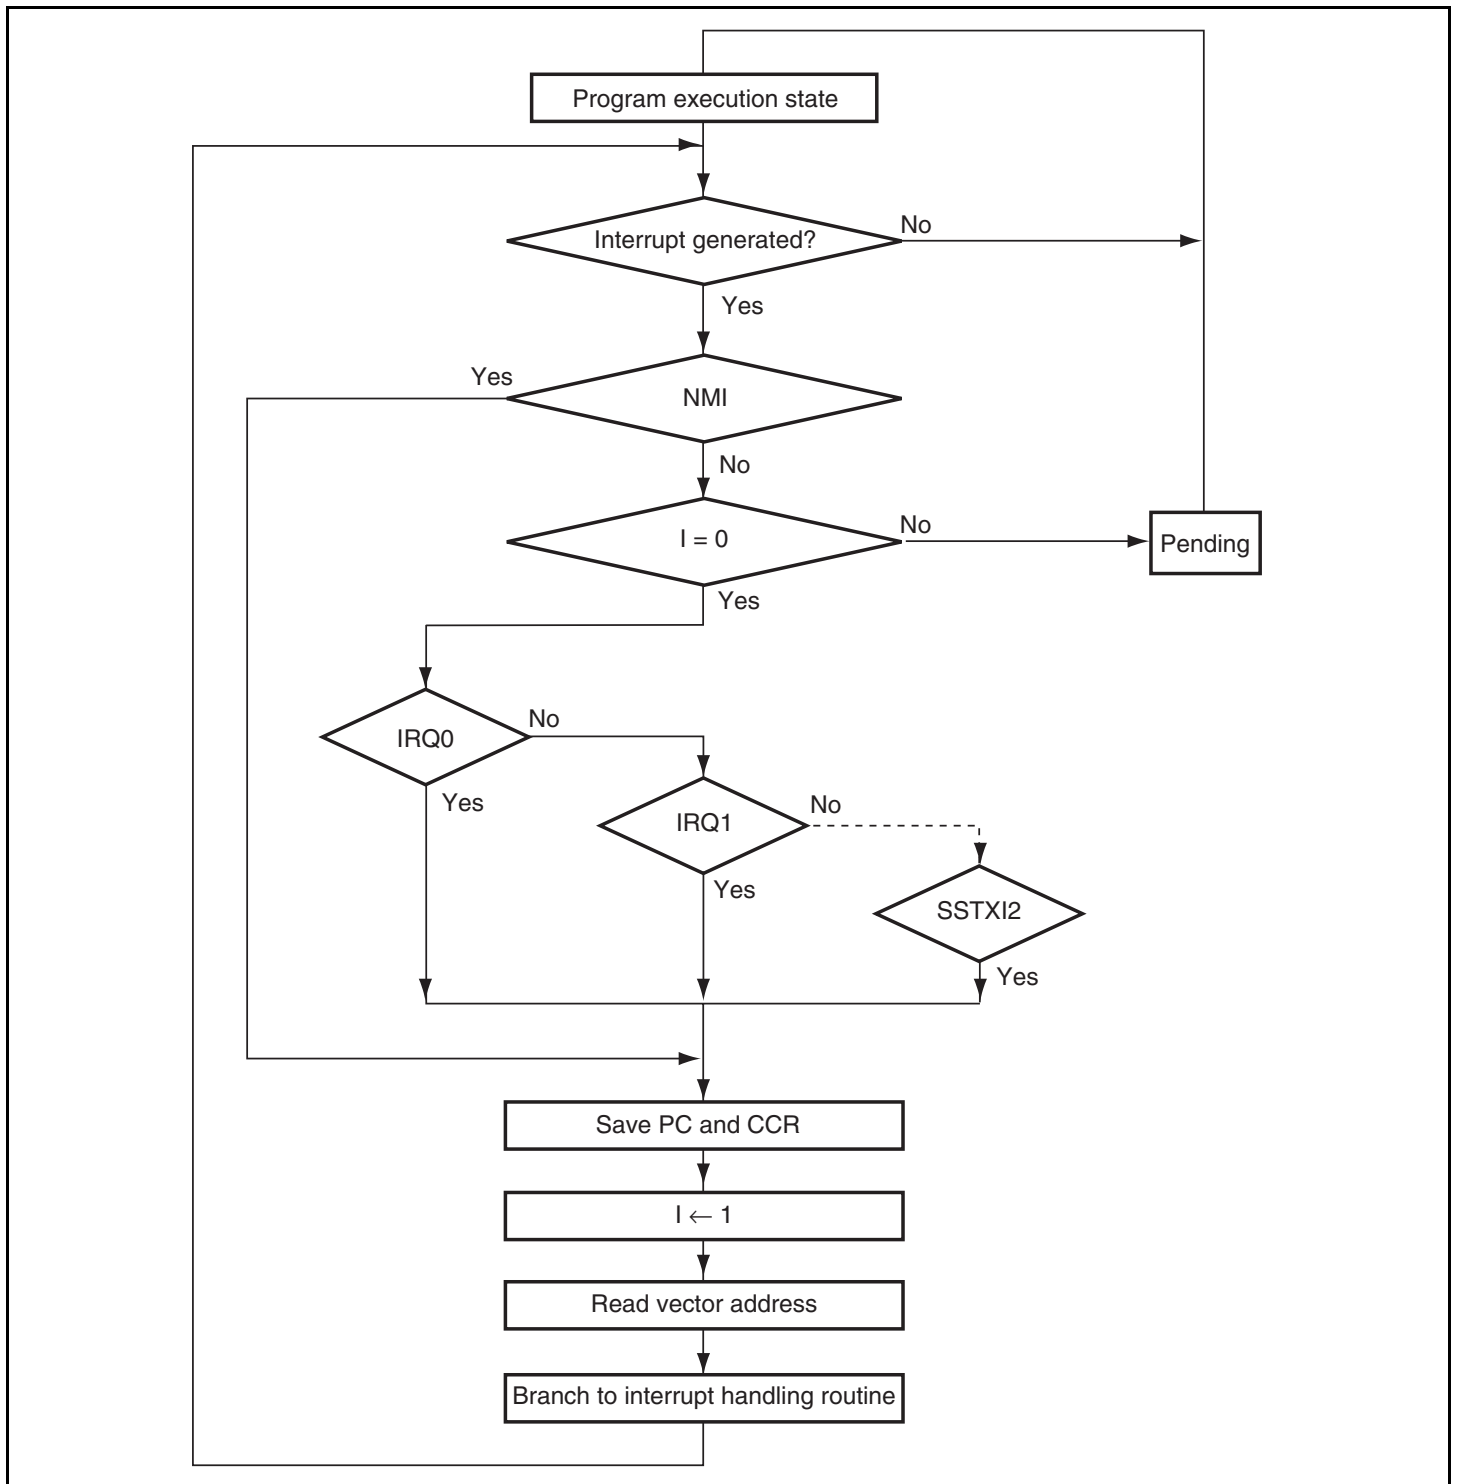 Program execution state
Interrupt generated?
No
Yes
NMI
Yes
No
I = 0
No
Pending
Yes
IRQ0
No
Yes
IRQ1
No
Yes
SSTXI2
Yes
Save PC and CCR
I ← 1
Read vector address
Branch to interrupt handling routine